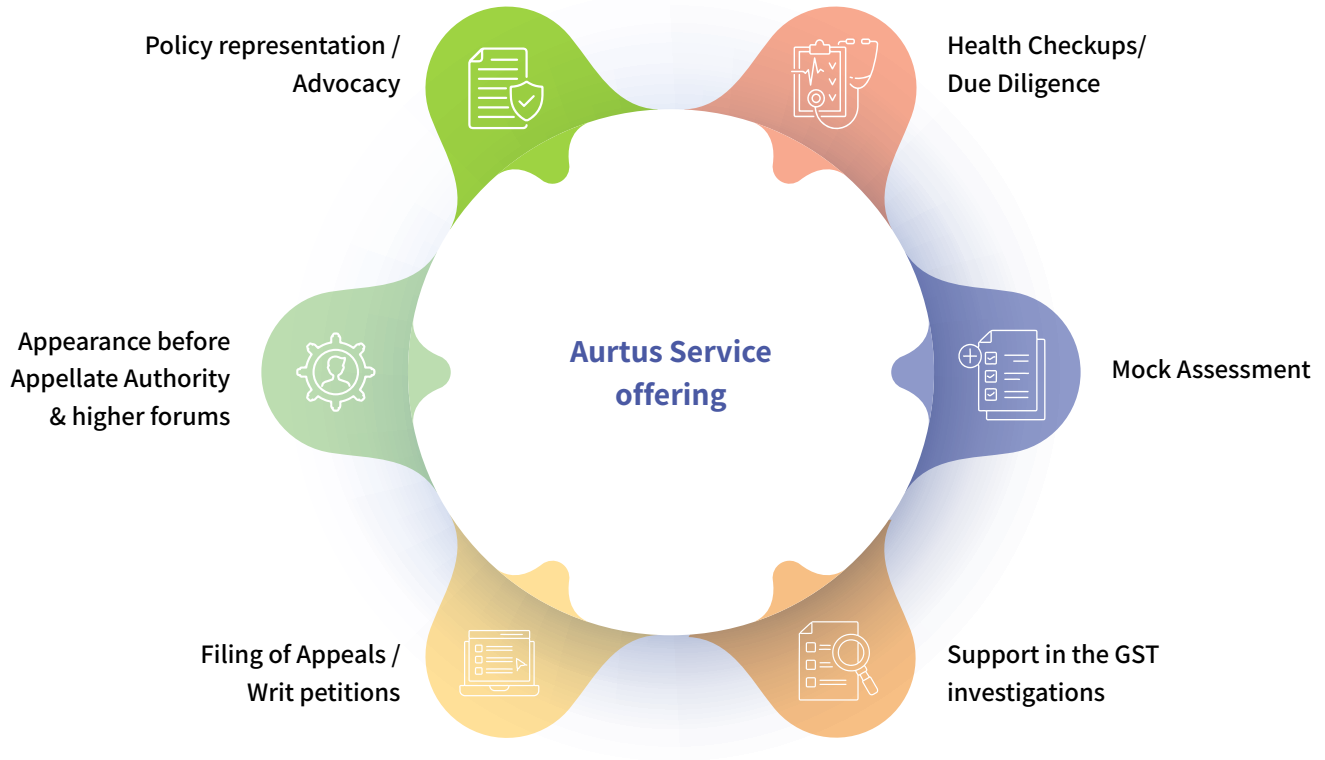 Policy representation /
Advocacy
Health Checkups/
Due Diligence
Appearance before
Appellate Authority
& higher forums
Aurtus Service
offering
Mock Assessment
Filing of Appeals /
Writ petitions
Support in the GST
investigations